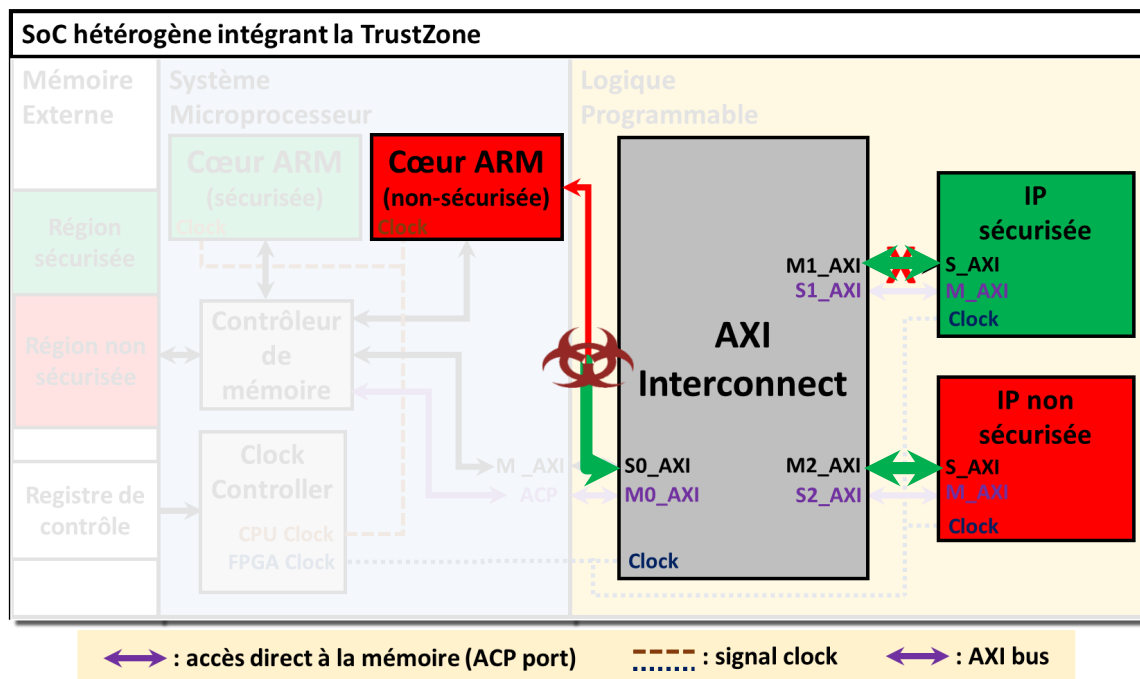 SoC hétérogène intégrant la TrustZone
Mémoire
Externe
Système
Microprocesseur
Logique
Programmable
Cœur ARM
(sécurisée)
Clock
Cœur ARM
(non-sécurisée)
Clock
Région
sécurisée
Région non
sécurisée
Contrôleur
de
mémoire
Clock
Controller
CPU Clock
FPGA Clock
Registre de
contrôle
M _AXI
ACP
AXI
Interconnect
M1_AXI
S1_AXI
S0_AXI
M0_AXI
M2_AXI
S2_AXI
Clock
IP
sécurisée
S_AXI
M_AXI
Clock
IP non
sécurisée
S_AXI
M_AXI
Clock
: accès direct à la mémoire (ACP port)
: signal clock
: AXI bus